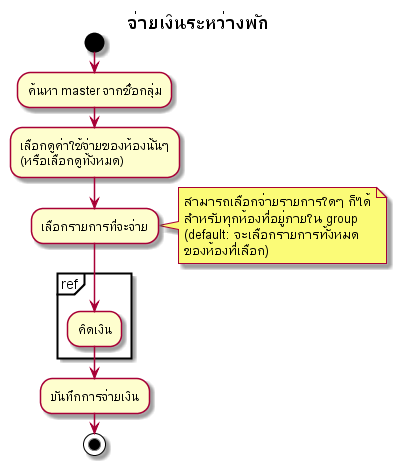 จ่ายเงินระหว่างพัก
ค้นหา master จากชื่อกลุ่ม
เลือกดูค่าใช้จ่ายของห้องนั้นๆ
(หรือเลือกดูทั้งหมด)
เลือกรายการที่จะจ่าย
สามารถเลือกจ่ายรายการใดๆ ก็ได้
สำหรับทุกห้องที่อยู่ภายใน group
(default: จะเลือกรายการทั้งหมด
ของห้องที่เลือก)
ref
คิดเงิน
บันทึกการจ่ายเงิน